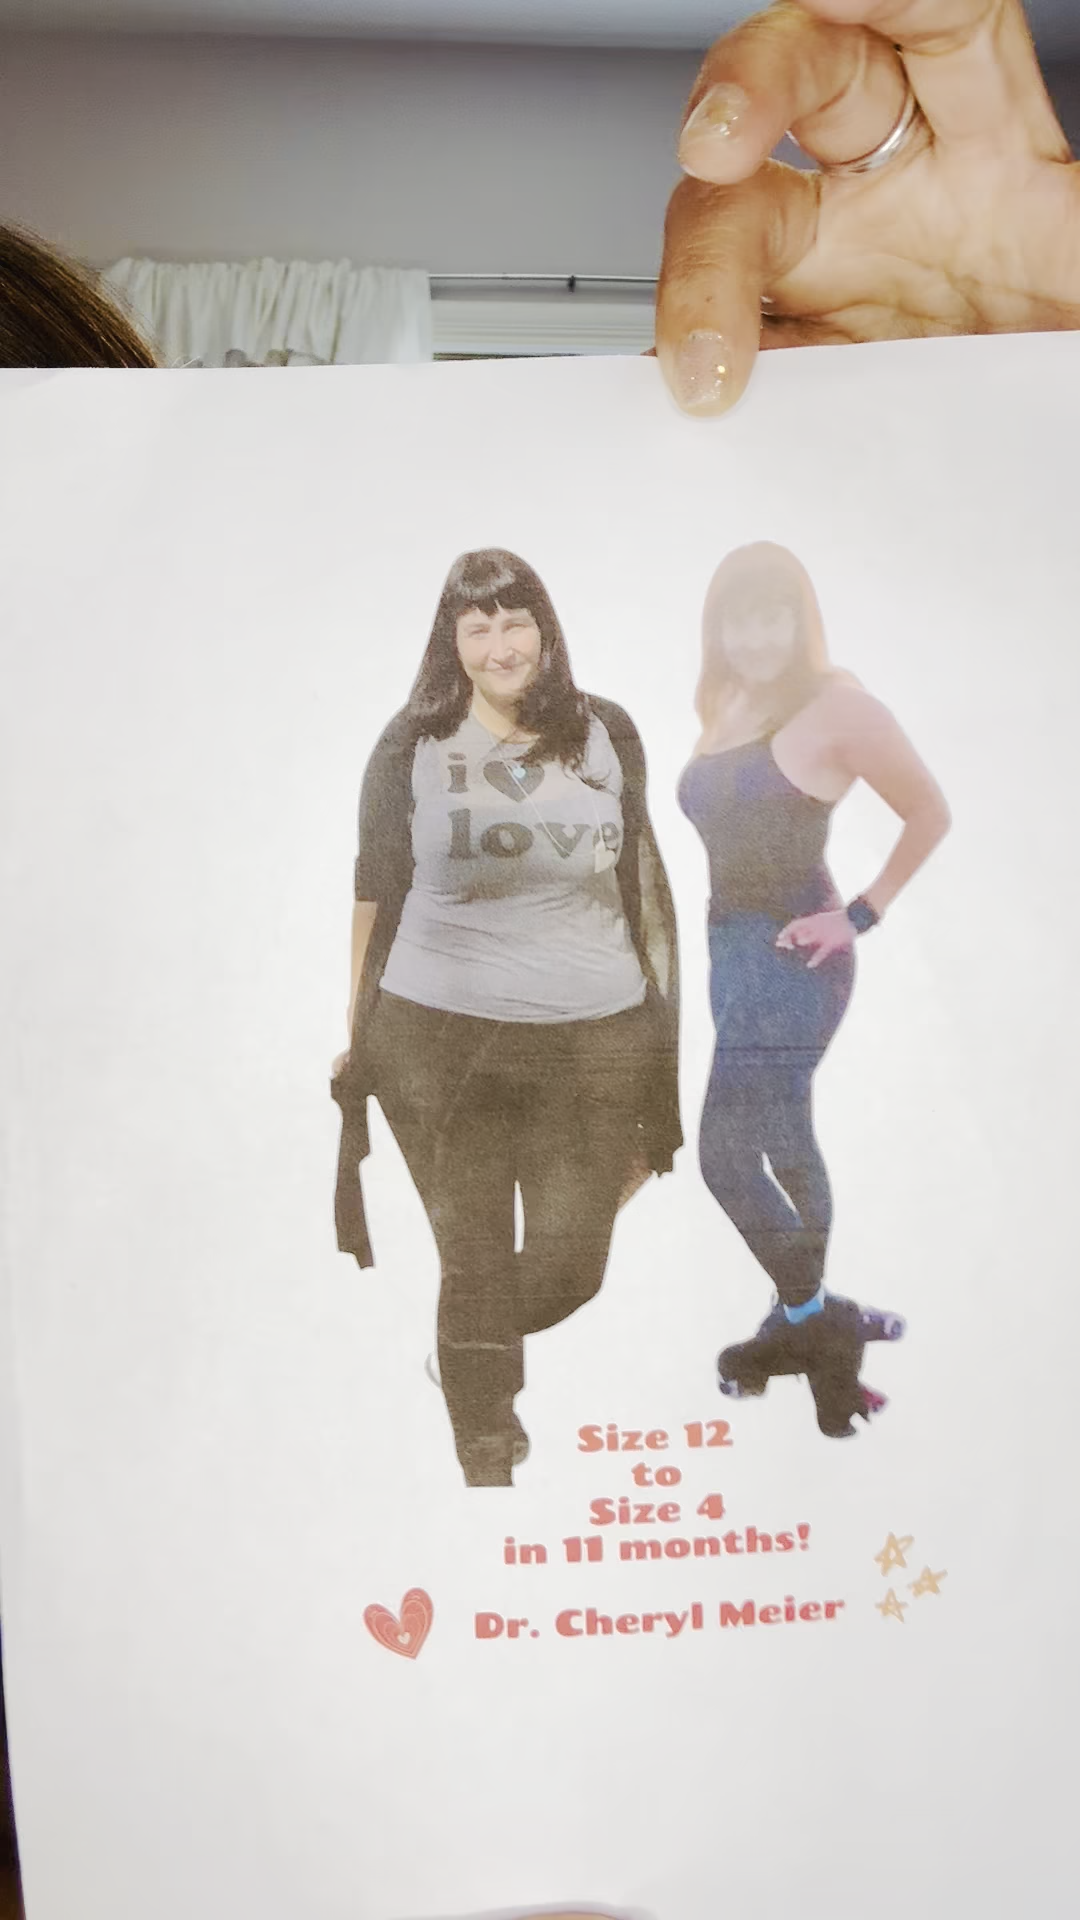 i ♥
love
Size 12
to
Size 4
in 11 months!
Dr. Cheryl Meier